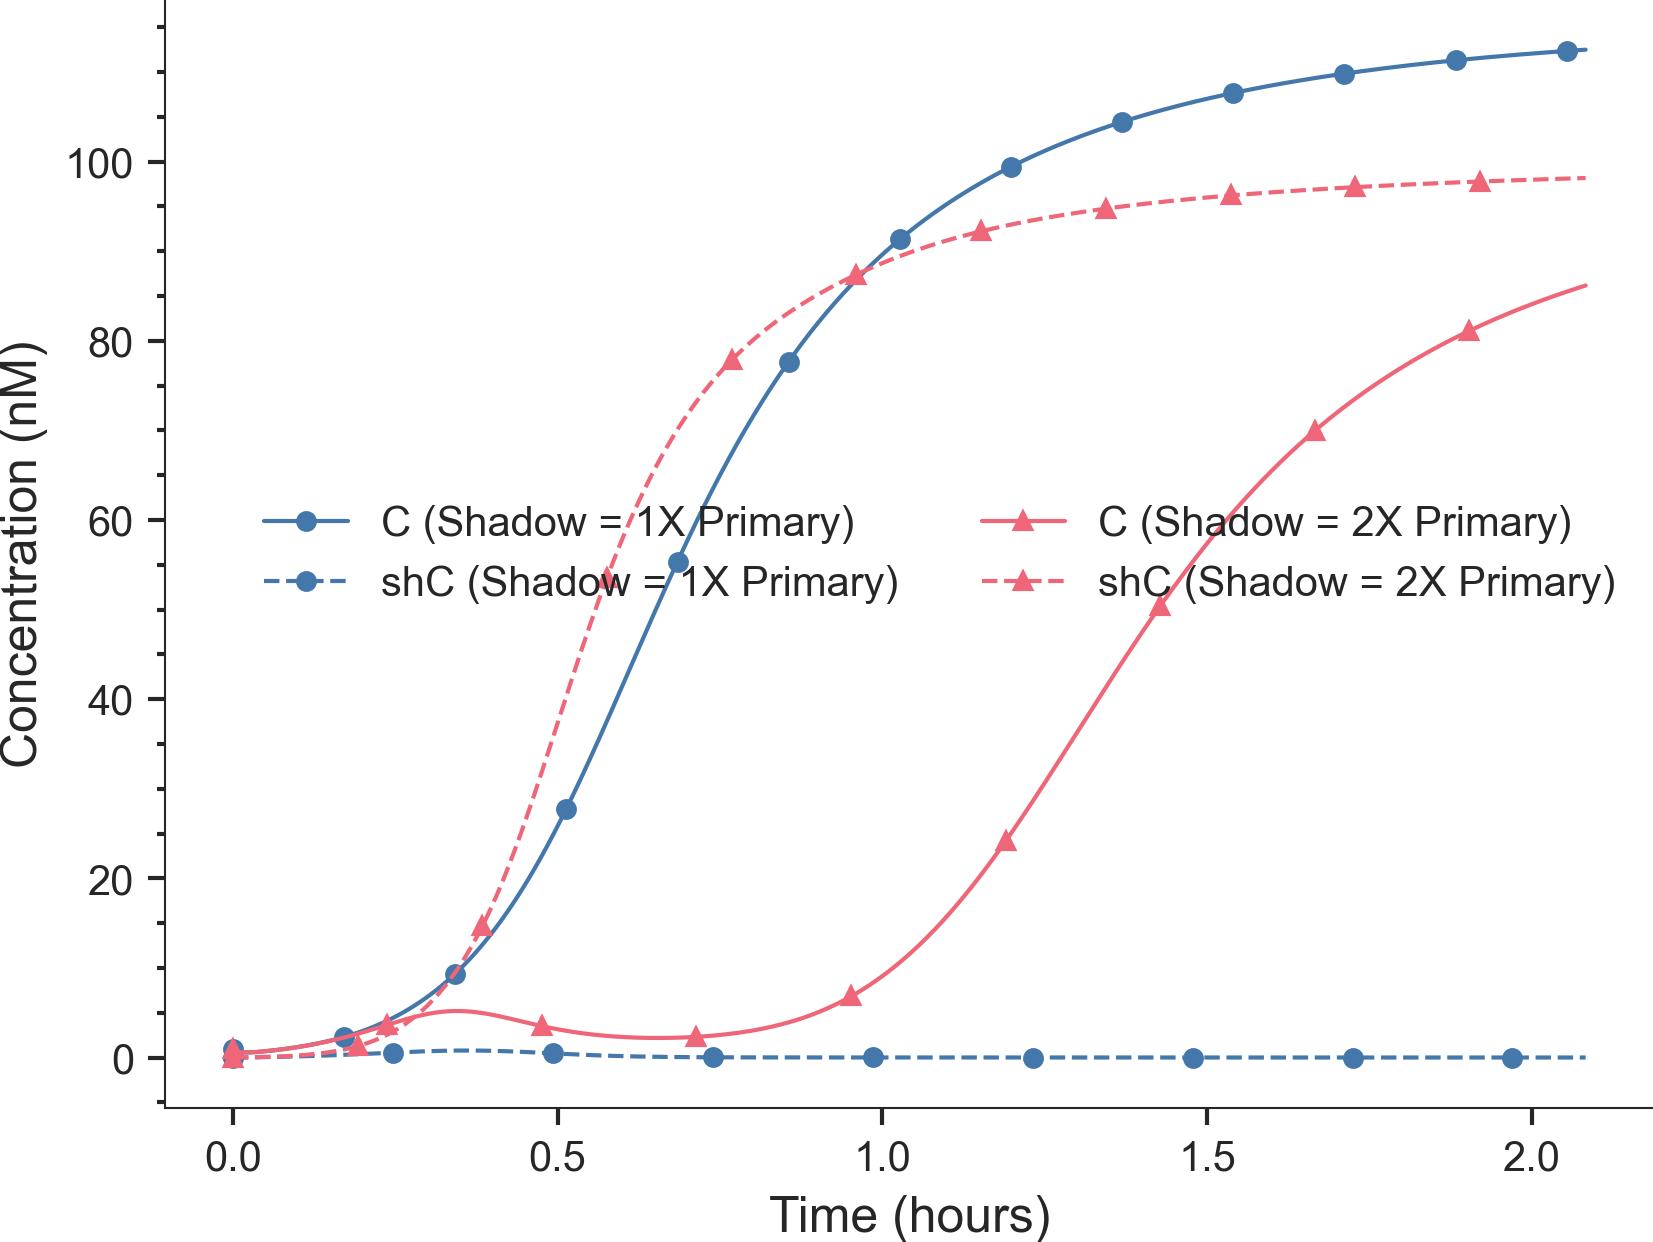 Concentration (nM)
100
80
60
40
20
0
C (Shadow = 1X Primary)
shC (Shadow = 1X Primary)
C (Shadow = 2X Primary)
shC (Shadow = 2X Primary)
0.0 0.5 1.0 1.5 2.0
Time (hours)